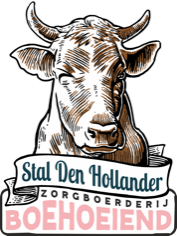 Stal Den Hollander
ZORGBOERDERIJ
BOEHOEIEND